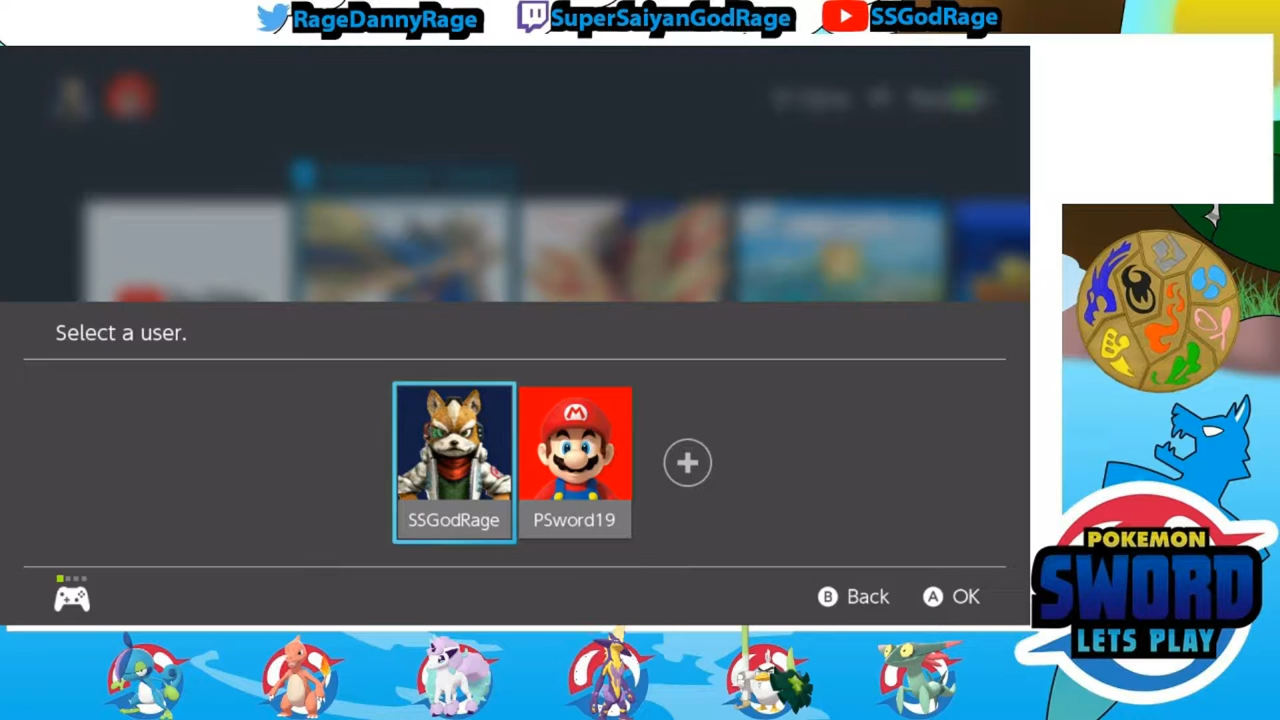 RageDannyRage SuperSaiyanGodRage SSGodRage
Select a user.
SSGodRage PSword19
B Back A OK
POKEMON
SWORD
LETS PLAY